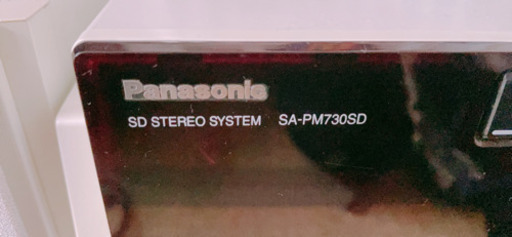 Panasonic
SD STEREO SYSTEM SA-PM730SD